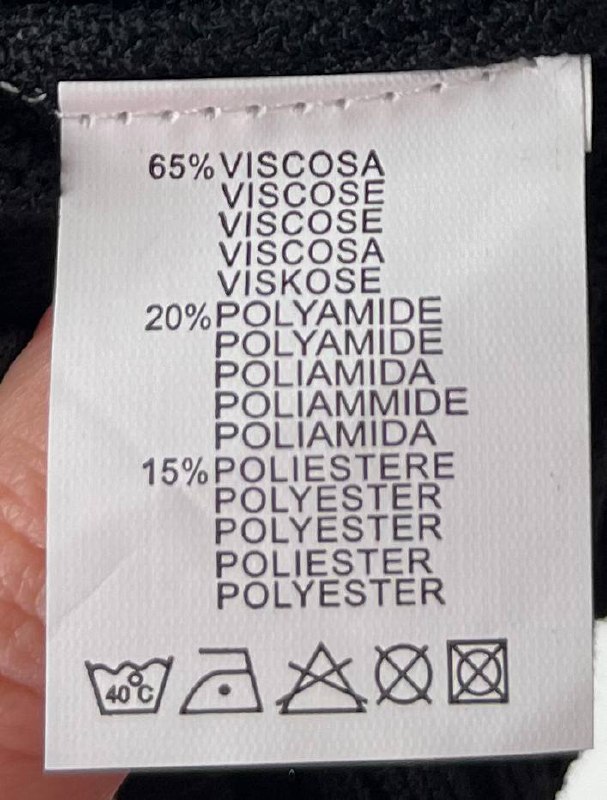 65% VISCOSA
VISCOSE
VISCOSE
VISCOSA
VISKOSE
20% POLYAMIDE
POLYAMIDE
POLIAMIDA
POLIAMMIDE
POLIAMIDA
15% POLIESTERE
POLYESTER
POLYESTER
POLIESTER
POLYESTER
40°C